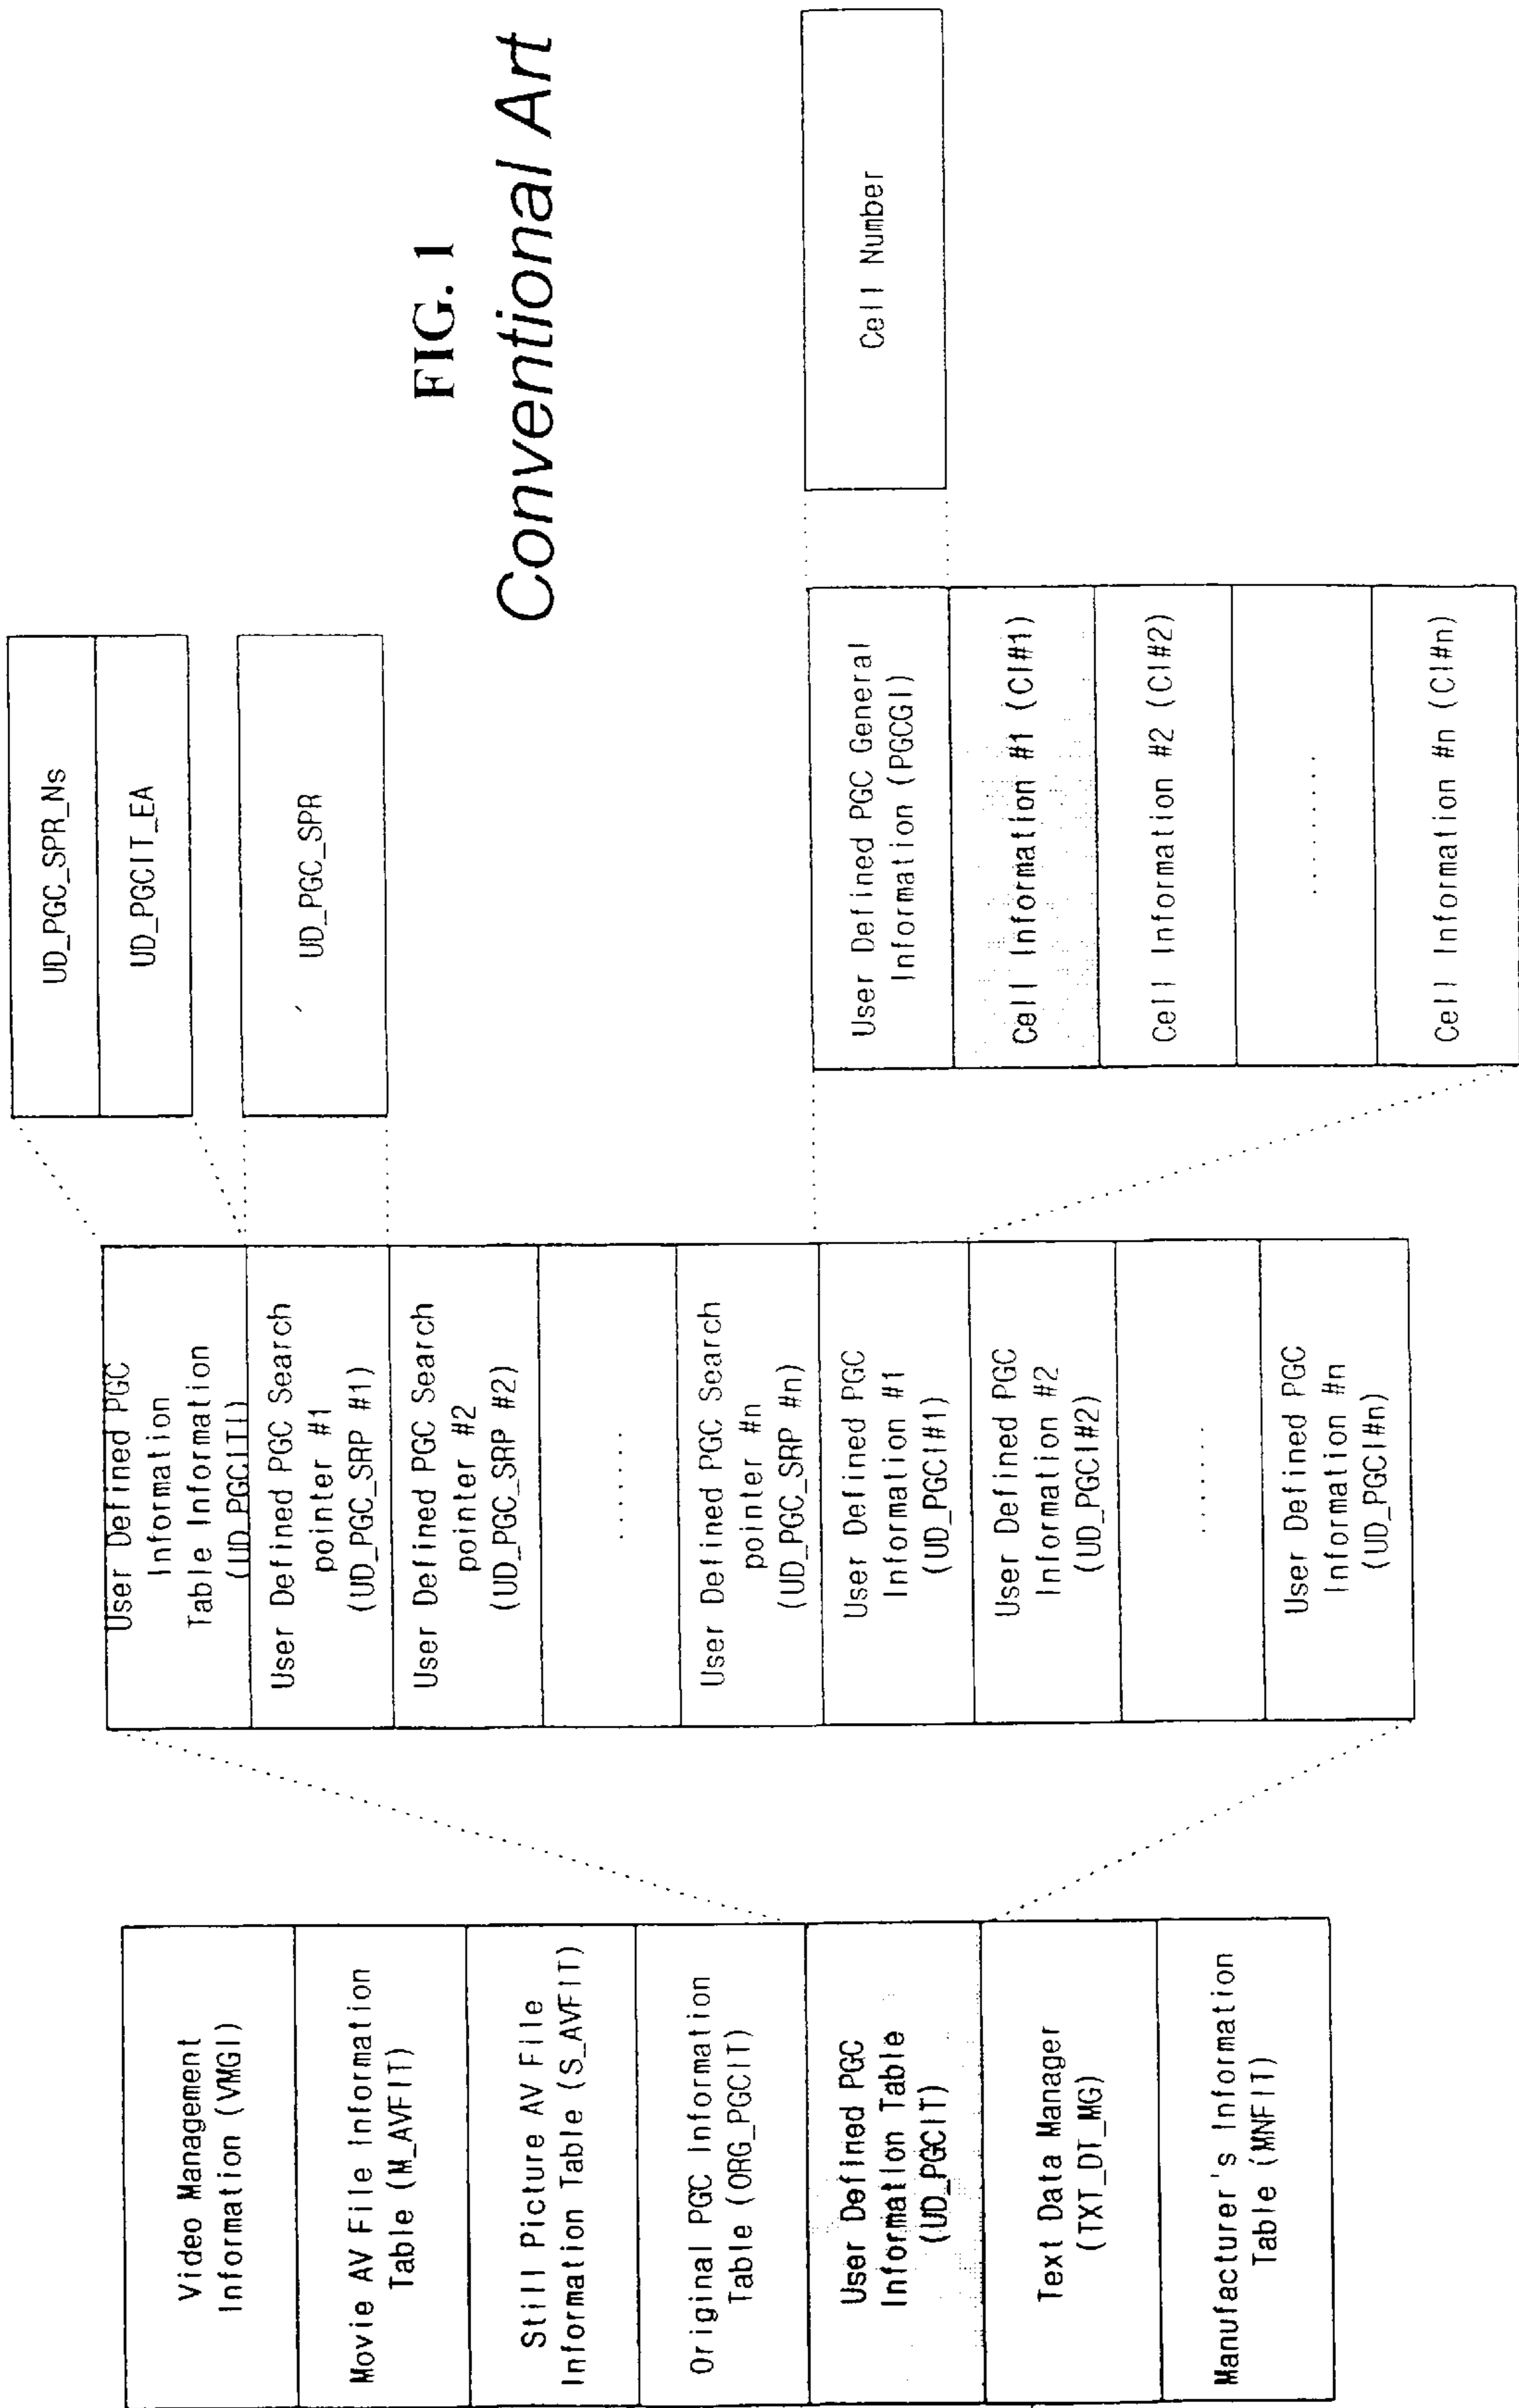 FIG. 1
Conventional Art
Video Management
Information (VMGI)
Movie AV File Information
Table (M_AVFIT)
Still Picture AV File
Information Table (S_AVFIT)
Original PGC Information
Table (ORG_PGCIT)
User Defined PGC
Information Table
(UD_PGCIT)
Text Data Manager
(TXT_DT_MG)
Manufacturer's Information
Table (MNFIT)
User Defined PGC
Information
Table Information
(UD_PGCITI)
User Defined PGC Search
pointer #1
(UD_PGC_SRP #1)
User Defined PGC Search
pointer #2
(UD_PGC_SRP #2)
.......
User Defined PGC Search
pointer #n
(UD_PGC_SRP #n)
User Defined PGC
Information #1
(UD_PGCI#1)
User Defined PGC
Information #2
(UD_PGCI#2)
.......
User Defined PGC
Information #n
(UD_PGCI#n)
UD_PGC_SPR_Ns
UD_PGCIT_EA
UD_PGC_SPR
User Defined PGC General
Information (PGCGI)
Cell Information #1 (CI#1)
Cell Information #2 (CI#2)
........
Cell Information #n (CI#n)
Cell Number